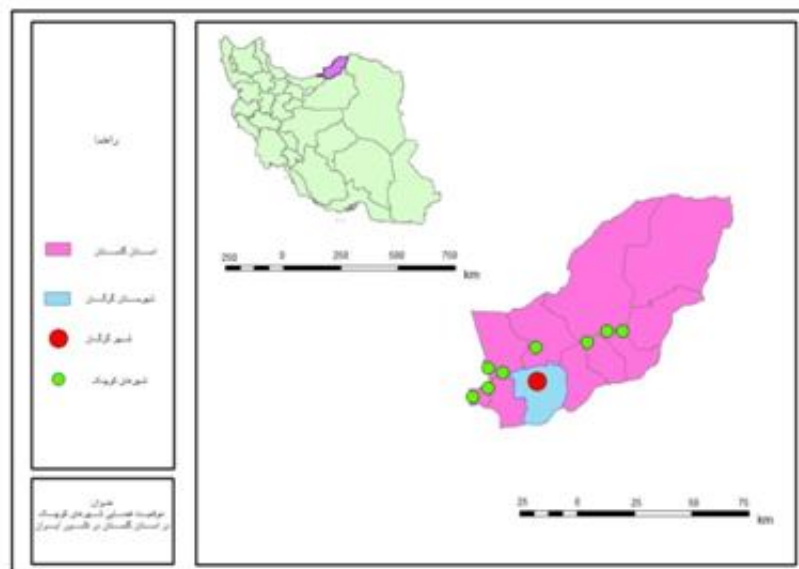 راهنما
استان گلستان
شهرستان گرگان
شهر گرگان
شهرهای کوچک
عنوان:
موقعیت فضایی شهرهای کوچک
در استان گلستان در کشور ایران
250 0 250 500 750
km
25 0 25 50 75
km